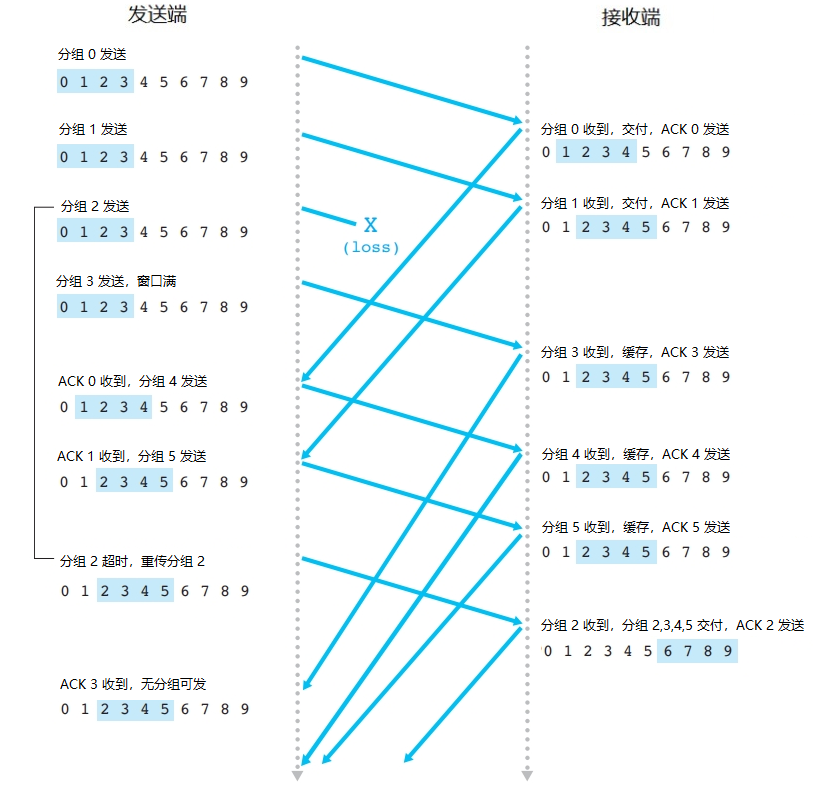 发送端
接收端
分组 0 发送
0 1 2 3 4 5 6 7 8 9
分组 0 收到，交付，ACK 0 发送
0 1 2 3 4 5 6 7 8 9
分组 1 发送
0 1 2 3 4 5 6 7 8 9
分组 1 收到，交付，ACK 1 发送
0 1 2 3 4 5 6 7 8 9
分组 2 发送
0 1 2 3 4 5 6 7 8 9
X
(loss)
分组 3 发送，窗口满
0 1 2 3 4 5 6 7 8 9
分组 3 收到，缓存，ACK 3 发送
0 1 2 3 4 5 6 7 8 9
ACK 0 收到，分组 4 发送
0 1 2 3 4 5 6 7 8 9
分组 4 收到，缓存，ACK 4 发送
0 1 2 3 4 5 6 7 8 9
ACK 1 收到，分组 5 发送
0 1 2 3 4 5 6 7 8 9
分组 5 收到，缓存，ACK 5 发送
0 1 2 3 4 5 6 7 8 9
分组 2 超时，重传分组 2
0 1 2 3 4 5 6 7 8 9
分组 2 收到，分组 2,3,4,5 交付，ACK 2 发送
0 1 2 3 4 5 6 7 8 9
ACK 3 收到，无分组可发
0 1 2 3 4 5 6 7 8 9